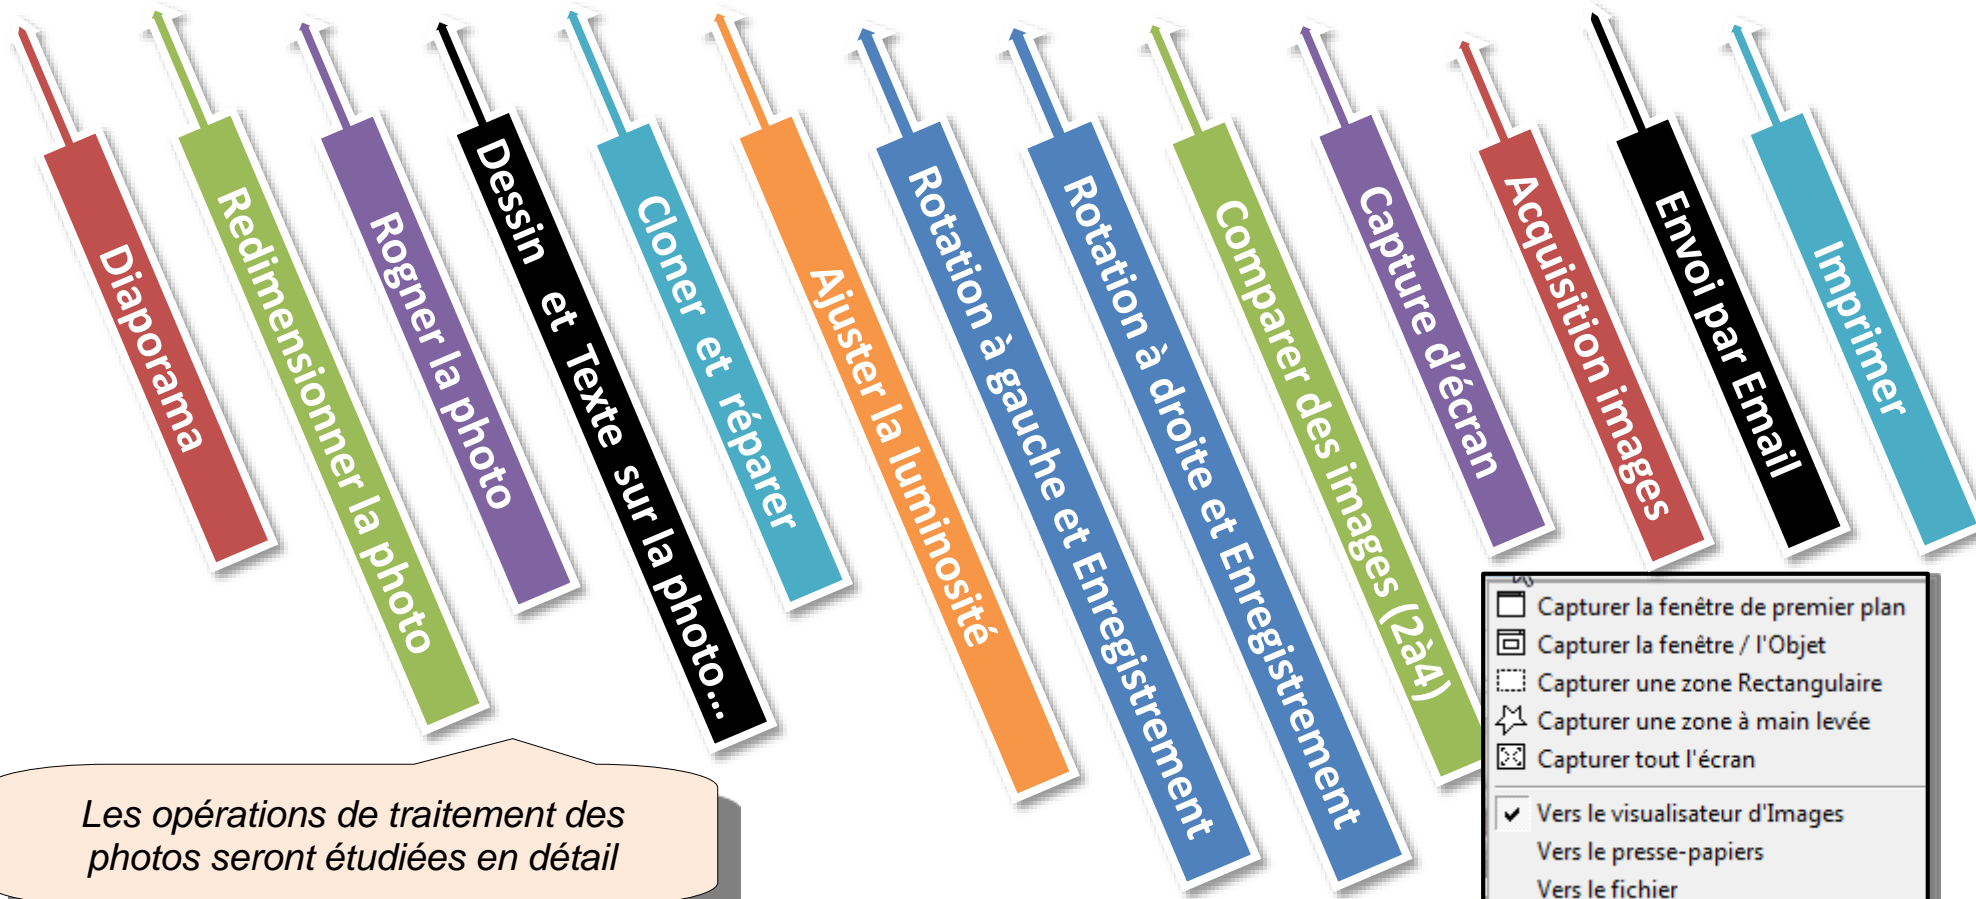 Diaporama
Redimensionner la photo
Rogner la photo
Dessin et Texte sur la photo...
Cloner et réparer
Ajuster la luminosité
Rotation à gauche et Enregistrement
Rotation à droite et Enregistrement
Comparer des images (2à4)
Capture d'écran
Acquisition images
Envoi par Email
Imprimer
Capturer la fenêtre de premier plan
Capturer la fenêtre / l'Objet
Capturer une zone Rectangulaire
Capturer une zone à main levée
Capturer tout l'écran
Vers le visualisateur d'Images
Vers le presse-papiers
Vers le fichier
Les opérations de traitement des
photos seront étudiées en détail